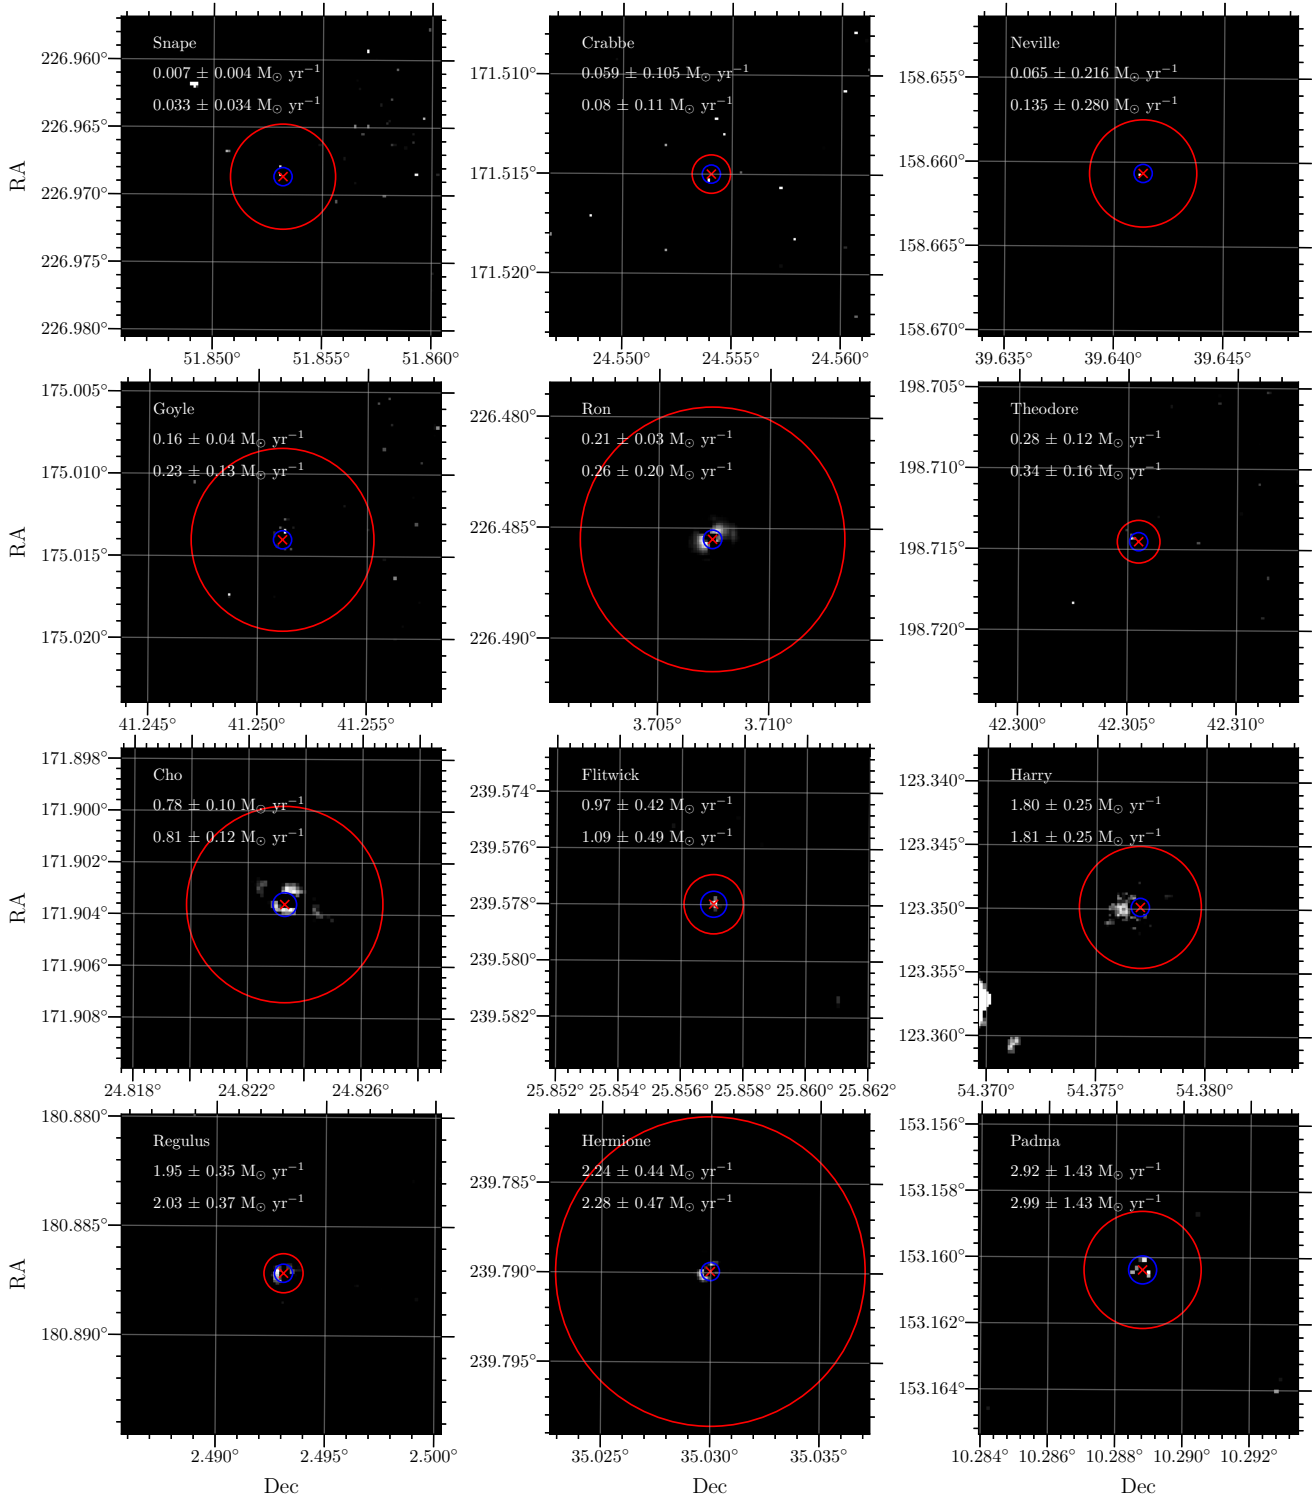 Snape
0.007 ± 0.004 M⊙ yr⁻¹
0.033 ± 0.034 M⊙ yr⁻¹
226.960°
226.965°
226.970°
226.975°
226.980°
RA
51.850°
51.855°
51.860°
Crabbe
0.059 ± 0.105 M⊙ yr⁻¹
0.08 ± 0.11 M⊙ yr⁻¹
171.510°
171.515°
171.520°
24.550°
24.555°
24.560°
Neville
0.065 ± 0.216 M⊙ yr⁻¹
0.135 ± 0.280 M⊙ yr⁻¹
158.655°
158.660°
158.665°
158.670°
39.635°
39.640°
39.645°
Goyle
0.16 ± 0.04 M⊙ yr⁻¹
0.23 ± 0.13 M⊙ yr⁻¹
175.005°
175.010°
175.015°
175.020°
RA
41.245°
41.250°
41.255°
Ron
0.21 ± 0.03 M⊙ yr⁻¹
0.26 ± 0.20 M⊙ yr⁻¹
226.480°
226.485°
226.490°
3.705°
3.710°
Theodore
0.28 ± 0.12 M⊙ yr⁻¹
0.34 ± 0.16 M⊙ yr⁻¹
198.705°
198.710°
198.715°
198.720°
42.300°
42.305°
42.310°
Cho
0.78 ± 0.10 M⊙ yr⁻¹
0.81 ± 0.12 M⊙ yr⁻¹
171.898°
171.900°
171.902°
171.904°
171.906°
171.908°
RA
24.818°
24.822°
24.826°
Flitwick
0.97 ± 0.42 M⊙ yr⁻¹
1.09 ± 0.49 M⊙ yr⁻¹
239.574°
239.576°
239.578°
239.580°
239.582°
25.852°
25.854°
25.856°
25.858°
25.860°
25.862°
Harry
1.80 ± 0.25 M⊙ yr⁻¹
1.81 ± 0.25 M⊙ yr⁻¹
123.340°
123.345°
123.350°
123.355°
123.360°
54.370°
54.375°
54.380°
Regulus
1.95 ± 0.35 M⊙ yr⁻¹
2.03 ± 0.37 M⊙ yr⁻¹
180.880°
180.885°
180.890°
RA
2.490°
2.495°
2.500°
Dec
Hermione
2.24 ± 0.44 M⊙ yr⁻¹
2.28 ± 0.47 M⊙ yr⁻¹
239.785°
239.790°
239.795°
35.025°
35.030°
35.035°
Dec
Padma
2.92 ± 1.43 M⊙ yr⁻¹
2.99 ± 1.43 M⊙ yr⁻¹
153.156°
153.158°
153.160°
153.162°
153.164°
10.284°
10.286°
10.288°
10.290°
10.292°
Dec